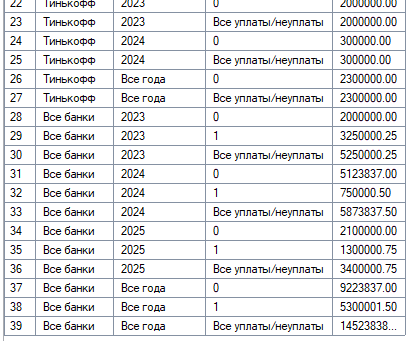 22 Тинькофф 2023 0 2000000.00
23 Тинькофф 2023 Все уплаты/неуплаты 2000000.00
24 Тинькофф 2024 0 300000.00
25 Тинькофф 2024 Все уплаты/неуплаты 300000.00
26 Тинькофф Все года 0 2300000.00
27 Тинькофф Все года Все уплаты/неуплаты 2300000.00
28 Все банки 2023 0 2000000.00
29 Все банки 2023 1 3250000.25
30 Все банки 2023 Все уплаты/неуплаты 5250000.25
31 Все банки 2024 0 5123837.00
32 Все банки 2024 1 750000.50
33 Все банки 2024 Все уплаты/неуплаты 5873837.50
34 Все банки 2025 0 2100000.00
35 Все банки 2025 1 1300000.75
36 Все банки 2025 Все уплаты/неуплаты 3400000.75
37 Все банки Все года 0 9223837.00
38 Все банки Все года 1 5300001.50
39 Все банки Все года Все уплаты/неуплаты 14523838...